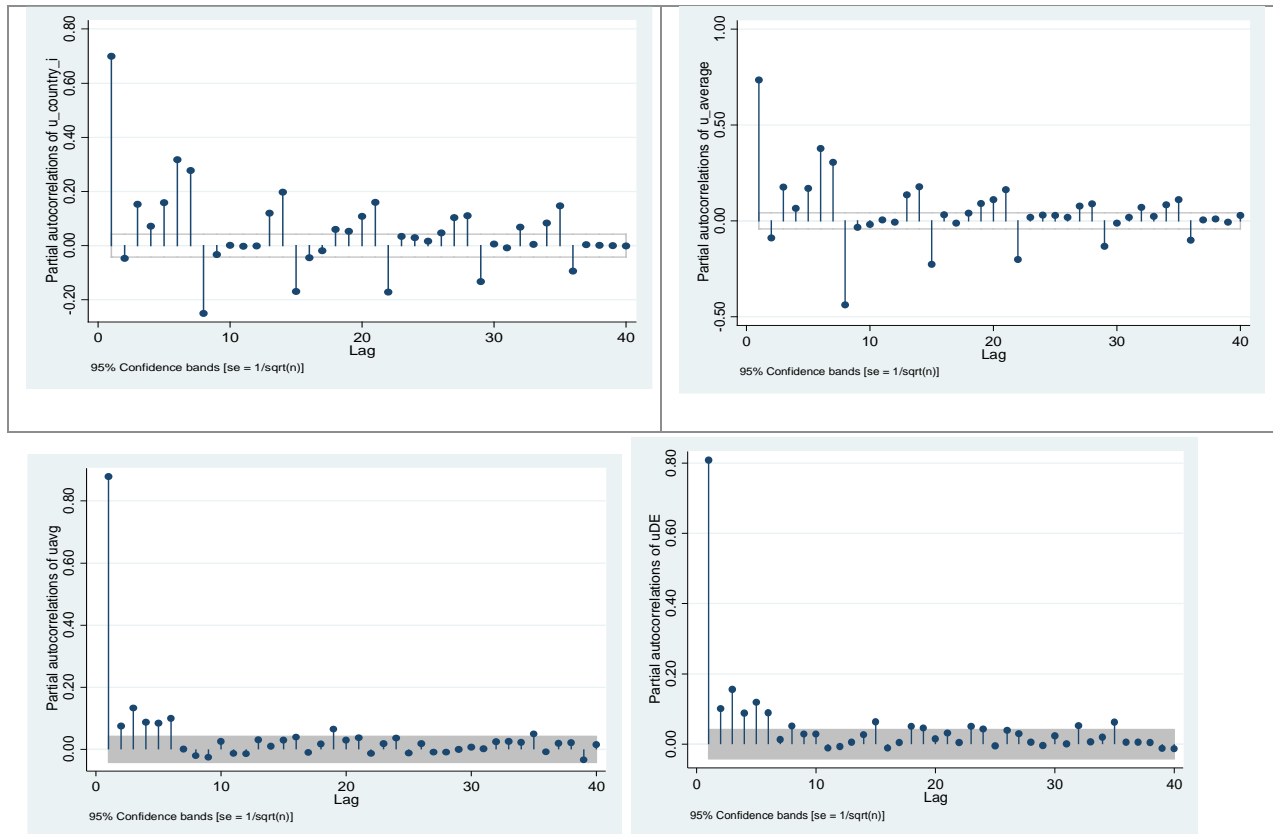 Partial autocorrelations of u_country_i
0.80
0.60
0.40
0.20
0.00
-0.20
0 10 20 30 40
Lag
95% Confidence bands [se = 1/sqrt(n)]
Partial autocorrelations of u_average
1.00
0.50
0.00
-0.50
0 10 20 30 40
Lag
95% Confidence bands [se = 1/sqrt(n)]
Partial autocorrelations of uavg
0.80
0.60
0.40
0.20
0.00
0 10 20 30 40
Lag
95% Confidence bands [se = 1/sqrt(n)]
Partial autocorrelations of uDE
0.80
0.60
0.40
0.20
0.00
0 10 20 30 40
Lag
95% Confidence bands [se = 1/sqrt(n)]